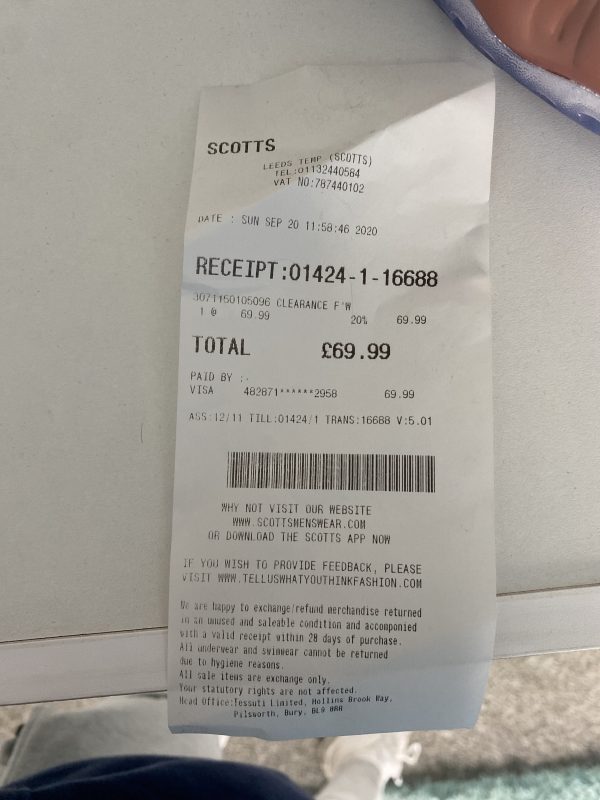 SCOTTS
LEEDS TEMP (SCOTTS)
TEL:01132440584
VAT NO:787440102
DATE : SUN SEP 20 11:58:46 2020
RECEIPT:01424-1-16688
3071150105096 CLEARANCE F'W
1 @ 69.99 20% 69.99
TOTAL £69.99
PAID BY :-
VISA 482871******2958 69.99
ASS:12/11 TILL:01424/1 TRANS:16688 V:5.01
WHY NOT VISIT OUR WEBSITE
WWW.SCOTTSMENSWEAR.COM
OR DOWNLOAD THE SCOTTS APP NOW
IF YOU WISH TO PROVIDE FEEDBACK, PLEASE
VISIT WWW.TELLUSWHATYOUTHINKFASHION.COM
We are happy to exchange/refund merchandise returned
in an unused and saleable condition and accomponied
with a valid receipt within 28 days of purchase.
All underwear and swimwear cannot be returned
due to hygiene reasons.
All sale items are exchange only.
Your statutory rights are not affected.
Head Office:Tessuti Limited, Hollins Brook Way,
Pilsworth, Bury, BL9 8RR